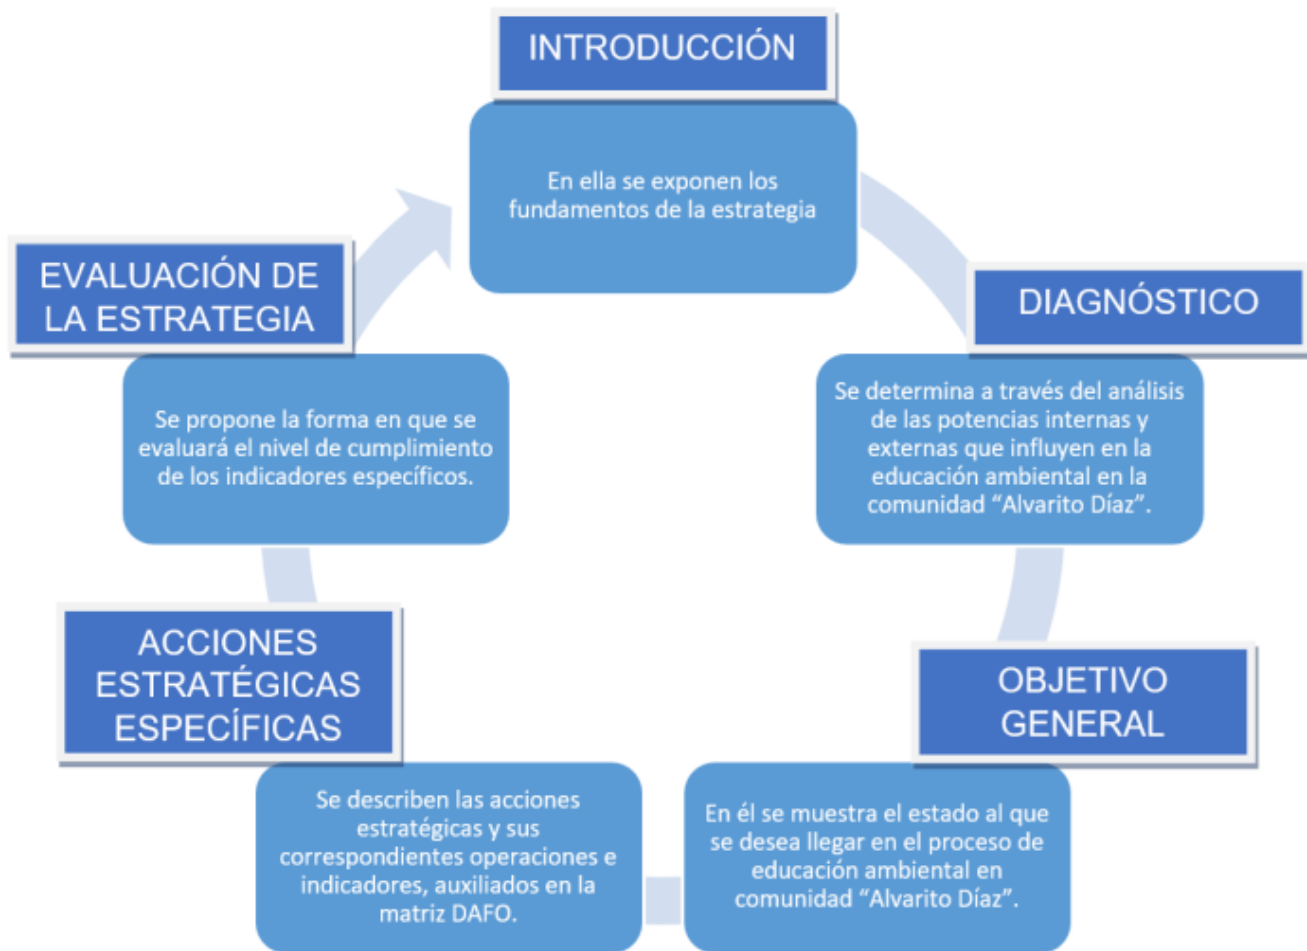 INTRODUCCIÓN
En ella se exponen los
fundamentos de la estrategia
DIAGNÓSTICO
Se determina a través del análisis
de las potencias internas y
externas que influyen en la
educación ambiental en la
comunidad “Alvarito Díaz”.
OBJETIVO
GENERAL
En él se muestra el estado al que
se desea llegar en el proceso de
educación ambiental en
comunidad “Alvarito Díaz”.
ACCIONES
ESTRATÉGICAS
ESPECÍFICAS
Se describen las acciones
estratégicas y sus
correspondientes operaciones e
indicadores, auxiliados en la
matriz DAFO.
EVALUACIÓN DE
LA ESTRATEGIA
Se propone la forma en que se
evaluará el nivel de cumplimiento
de los indicadores específicos.